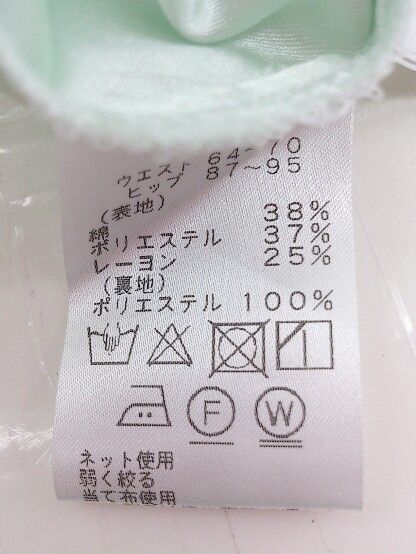 ウエスト 64~70
ヒップ 87~95
(表地)
綿 38%
ポリエステル 37%
レーヨン 25%
(裏地)
ポリエステル 100%
F W
ネット使用
弱く絞る
当て布使用